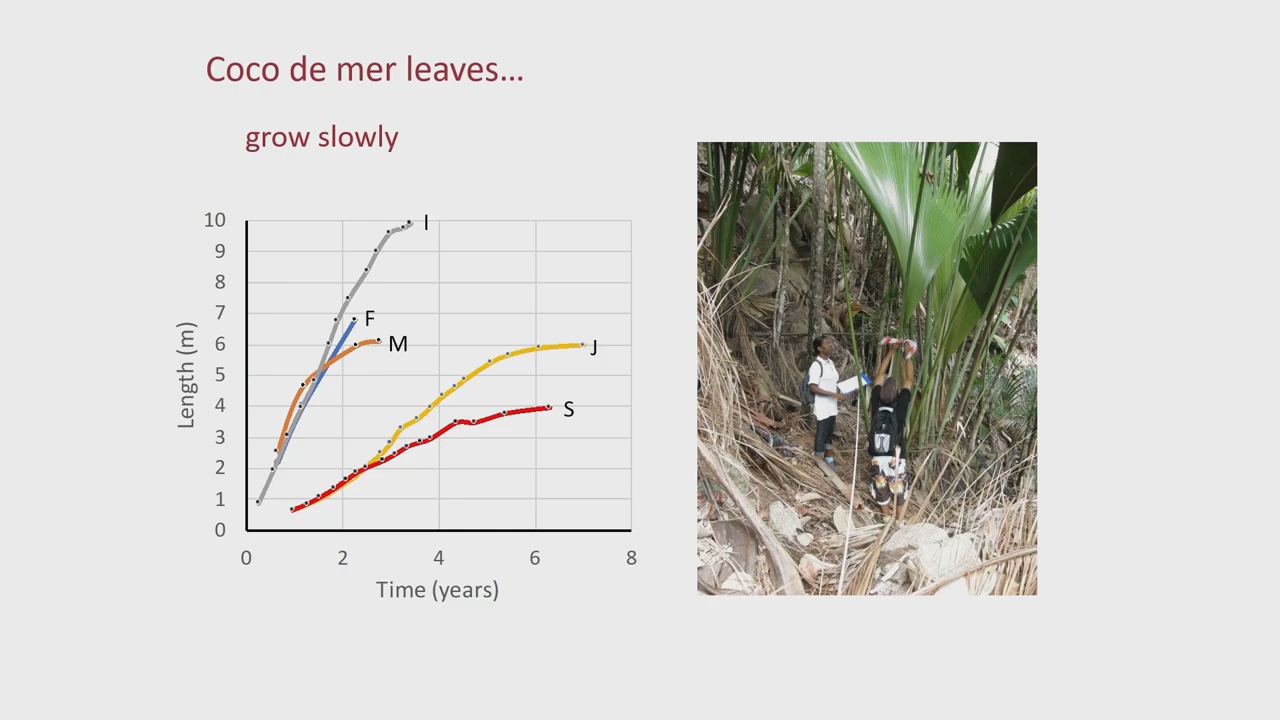 Coco de mer leaves...
grow slowly
10
9
8
7
6
5
4
3
2
1
0
Length (m)
I
F
M
J
S
0 2 4 6 8
Time (years)